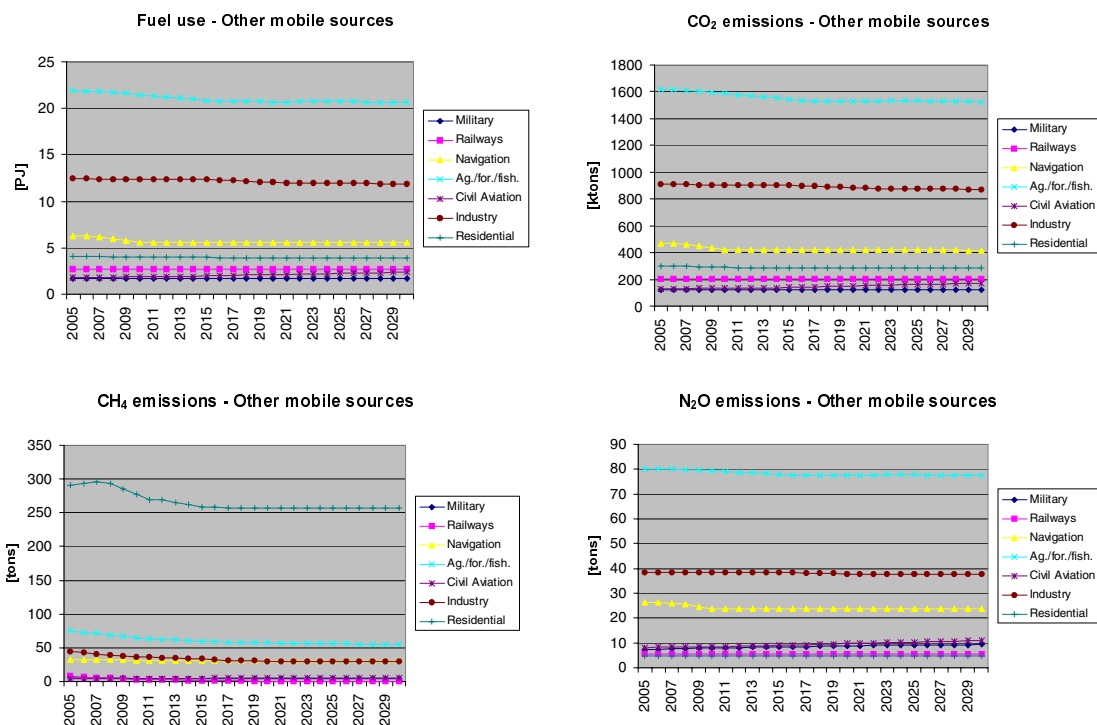 Fuel use - Other mobile sources
25
20
15
10
5
0
[PJ]
2005
2007
2009
2011
2013
2015
2017
2019
2021
2023
2025
2027
2029
Military
Railways
Navigation
Ag./for./fish.
Civil Aviation
Industry
Residential
CO₂ emissions - Other mobile sources
1800
1600
1400
1200
1000
800
600
400
200
0
[ktons]
2005
2007
2009
2011
2013
2015
2017
2019
2021
2023
2025
2027
2029
Military
Railways
Navigation
Ag./for./fish.
Civil Aviation
Industry
Residential
CH₄ emissions - Other mobile sources
350
300
250
200
150
100
50
0
[tons]
2005
2007
2009
2011
2013
2015
2017
2019
2021
2023
2025
2027
2029
Military
Railways
Navigation
Ag./for./fish.
Civil Aviation
Industry
Residential
N₂O emissions - Other mobile sources
90
80
70
60
50
40
30
20
10
0
[tons]
2005
2007
2009
2011
2013
2015
2017
2019
2021
2023
2025
2027
2029
Military
Railways
Navigation
Ag./for./fish.
Civil Aviation
Industry
Residential